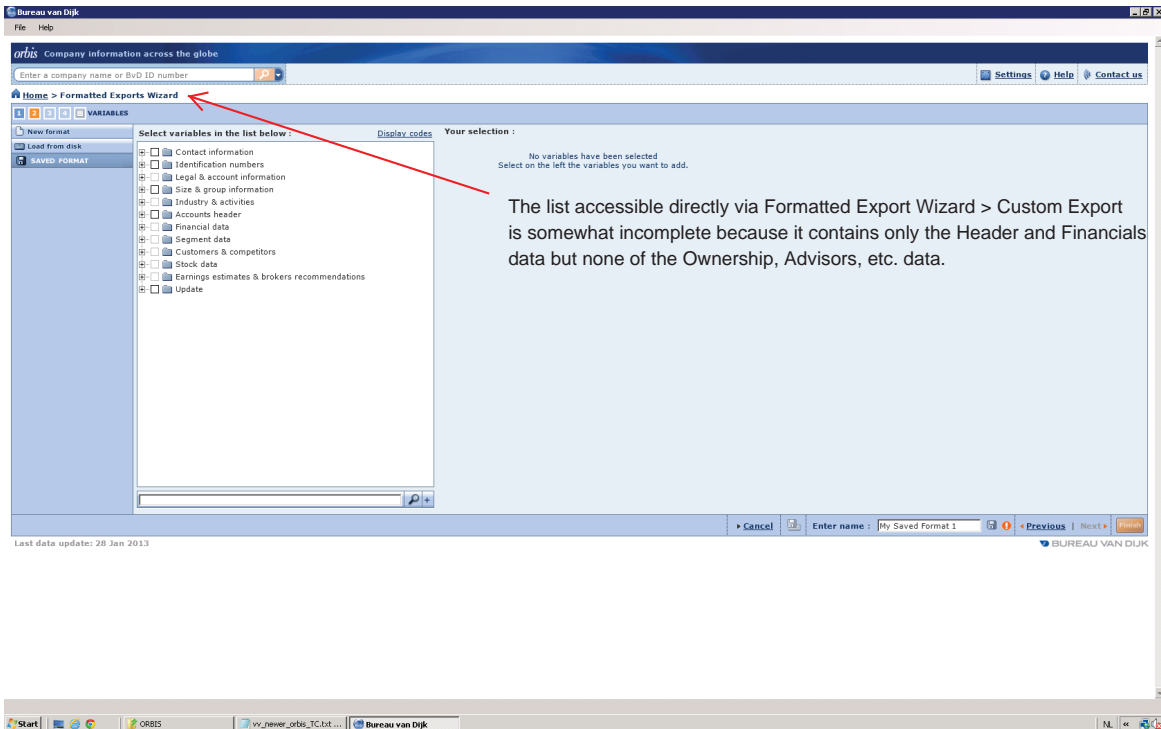 Bureau van Dijk
File Help
orbis Company information across the globe
Enter a company name or BvD ID number
Settings Help Contact us
Home > Formatted Exports Wizard
1 2 3 4 VARIABLES
New format
Load from disk
SAVED FORMAT
Select variables in the list below : Display codes
Contact information
Identification numbers
Legal & account information
Size & group information
Industry & activities
Accounts header
Financial data
Segment data
Customers & competitors
Stock data
Earnings estimates & brokers recommendations
Update
Your selection :
No variables have been selected
Select on the left the variables you want to add.
The list accessible directly via Formatted Export Wizard > Custom Export
is somewhat incomplete because it contains only the Header and Financials
data but none of the Ownership, Advisors, etc. data.
Cancel Enter name : My Saved Format 1 Previous | Next Finish
Last data update: 28 Jan 2013
BUREAU VAN DIJK
Start ORBIS vv_newer_orbis_TC.txt ... Bureau van Dijk NL «